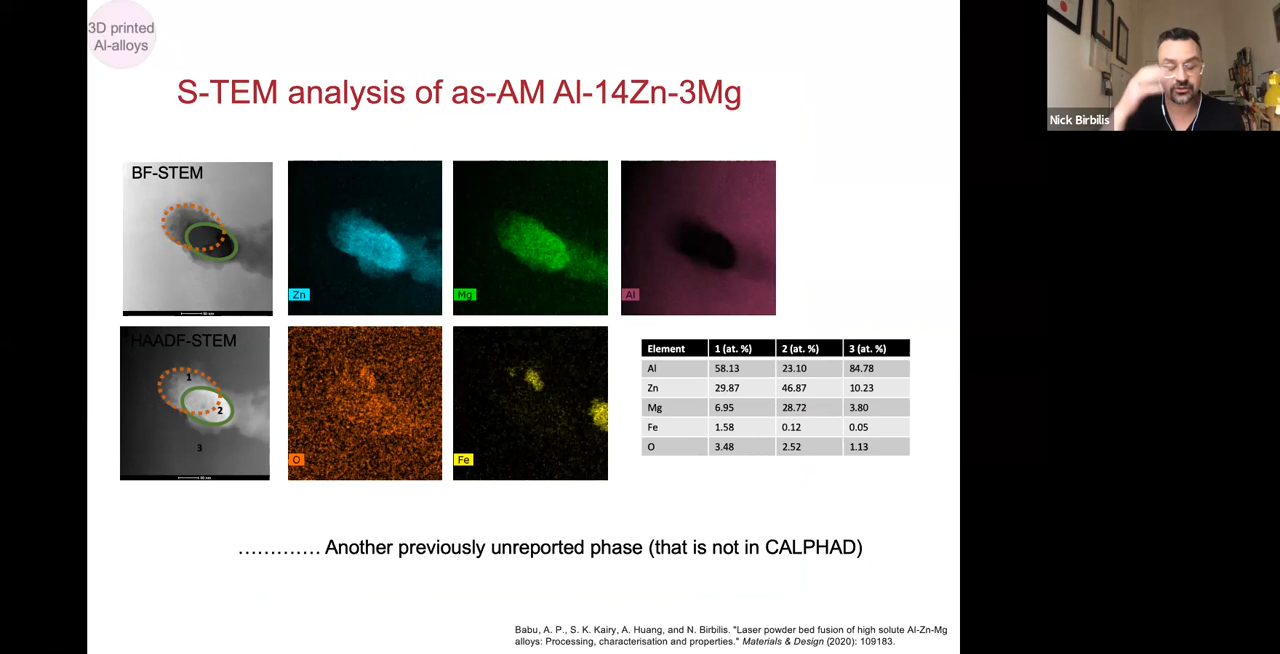 3D printed
Al-alloys
S-TEM analysis of as-AM Al-14Zn-3Mg
Nick Birbilis
BF-STEM
Zn
Mg
Al
HAADF-STEM
1
2
3
O
Fe
Element 1 (at. %) 2 (at. %) 3 (at. %)
Al 58.13 23.10 84.78
Zn 29.87 46.87 10.23
Mg 6.95 28.72 3.80
Fe 1.58 0.12 0.05
O 3.48 2.52 1.13
............. Another previously unreported phase (that is not in CALPHAD)
Babu, A. P., S. K. Kairy, A. Huang, and N. Birbilis. "Laser powder bed fusion of high solute Al-Zn-Mg
alloys: Processing, characterisation and properties." Materials & Design (2020): 109183.